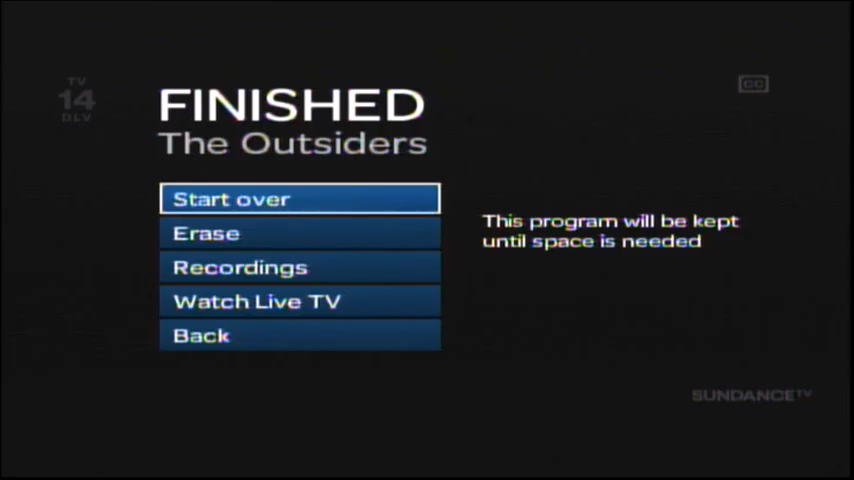 TV
14
DLV
CC
FINISHED
The Outsiders
Start over
Erase
Recordings
Watch Live TV
Back
This program will be kept
until space is needed
SUNDANCETV